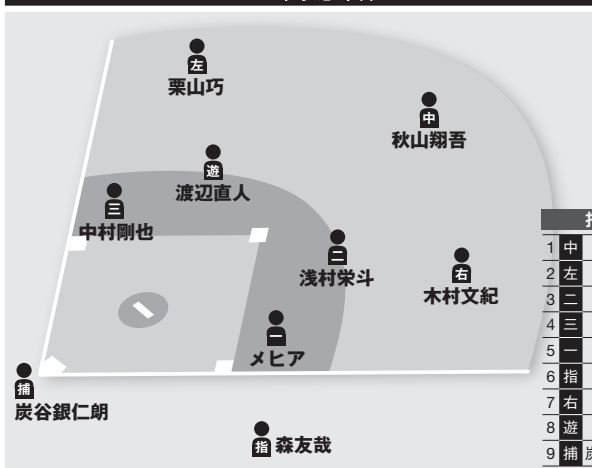 左
栗山巧
中
秋山翔吾
遊
渡辺直人
三
中村剛也
二
浅村栄斗
右
木村文紀
一
メヒア
捕
炭谷銀仁朗
指 森友哉
1 中
2 左
3 二
4 三
5 一
6 指
7 右
8 遊
9 捕